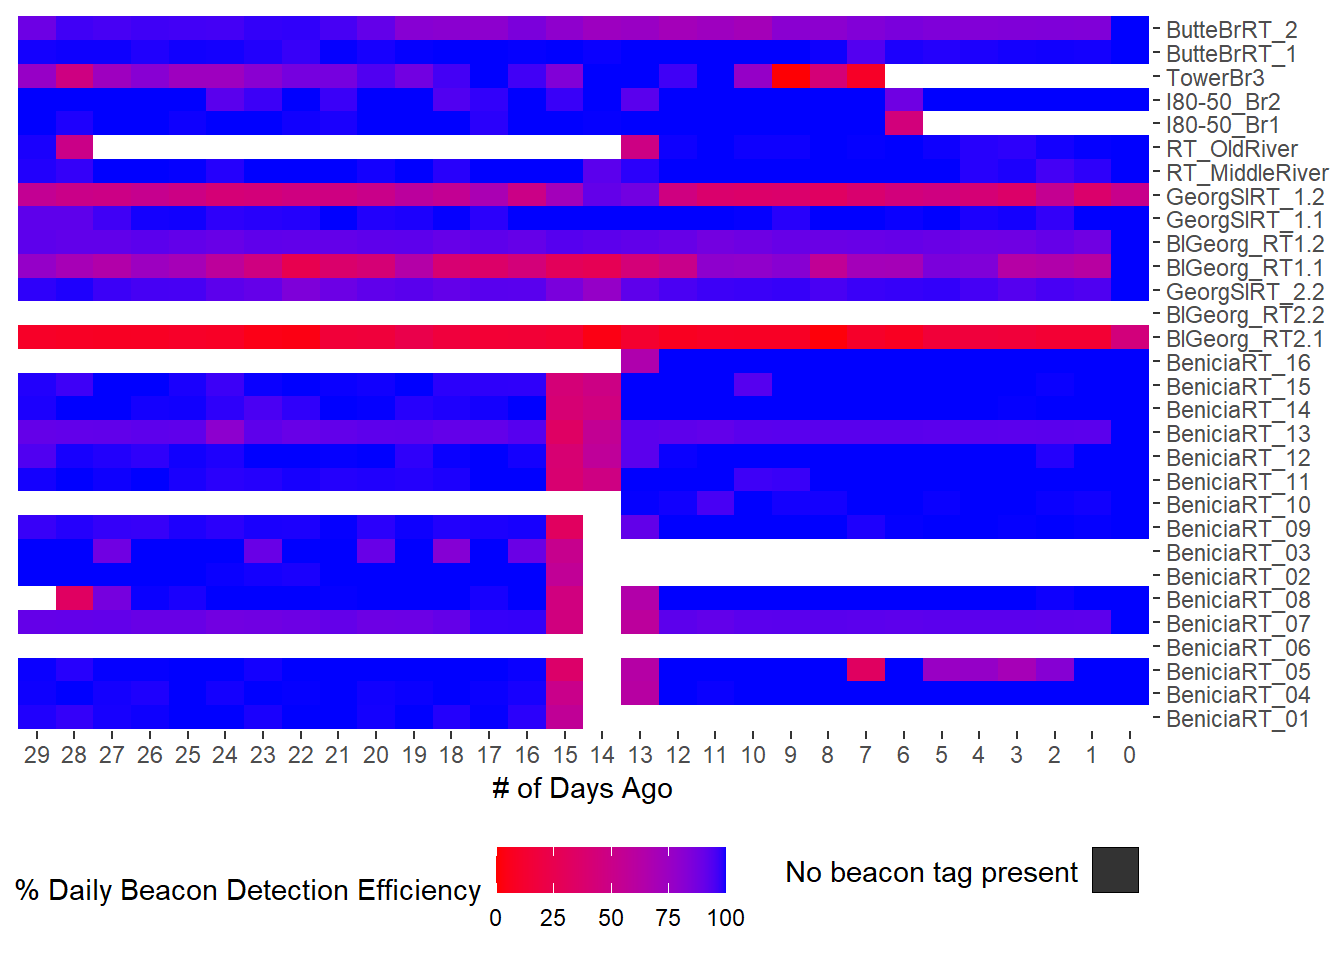 ButteBrRT_2
ButteBrRT_1
TowerBr3
I80-50_Br2
I80-50_Br1
RT_OldRiver
RT_MiddleRiver
GeorgSlRT_1.2
GeorgSlRT_1.1
BlGeorg_RT1.2
BlGeorg_RT1.1
GeorgSlRT_2.2
BlGeorg_RT2.2
BlGeorg_RT2.1
BeniciaRT_16
BeniciaRT_15
BeniciaRT_14
BeniciaRT_13
BeniciaRT_12
BeniciaRT_11
BeniciaRT_10
BeniciaRT_09
BeniciaRT_03
BeniciaRT_02
BeniciaRT_08
BeniciaRT_07
BeniciaRT_06
BeniciaRT_05
BeniciaRT_04
BeniciaRT_01
29 28 27 26 25 24 23 22 21 20 19 18 17 16 15 14 13 12 11 10 9 8 7 6 5 4 3 2 1 0
# of Days Ago
% Daily Beacon Detection Efficiency
0 25 50 75 100
No beacon tag present